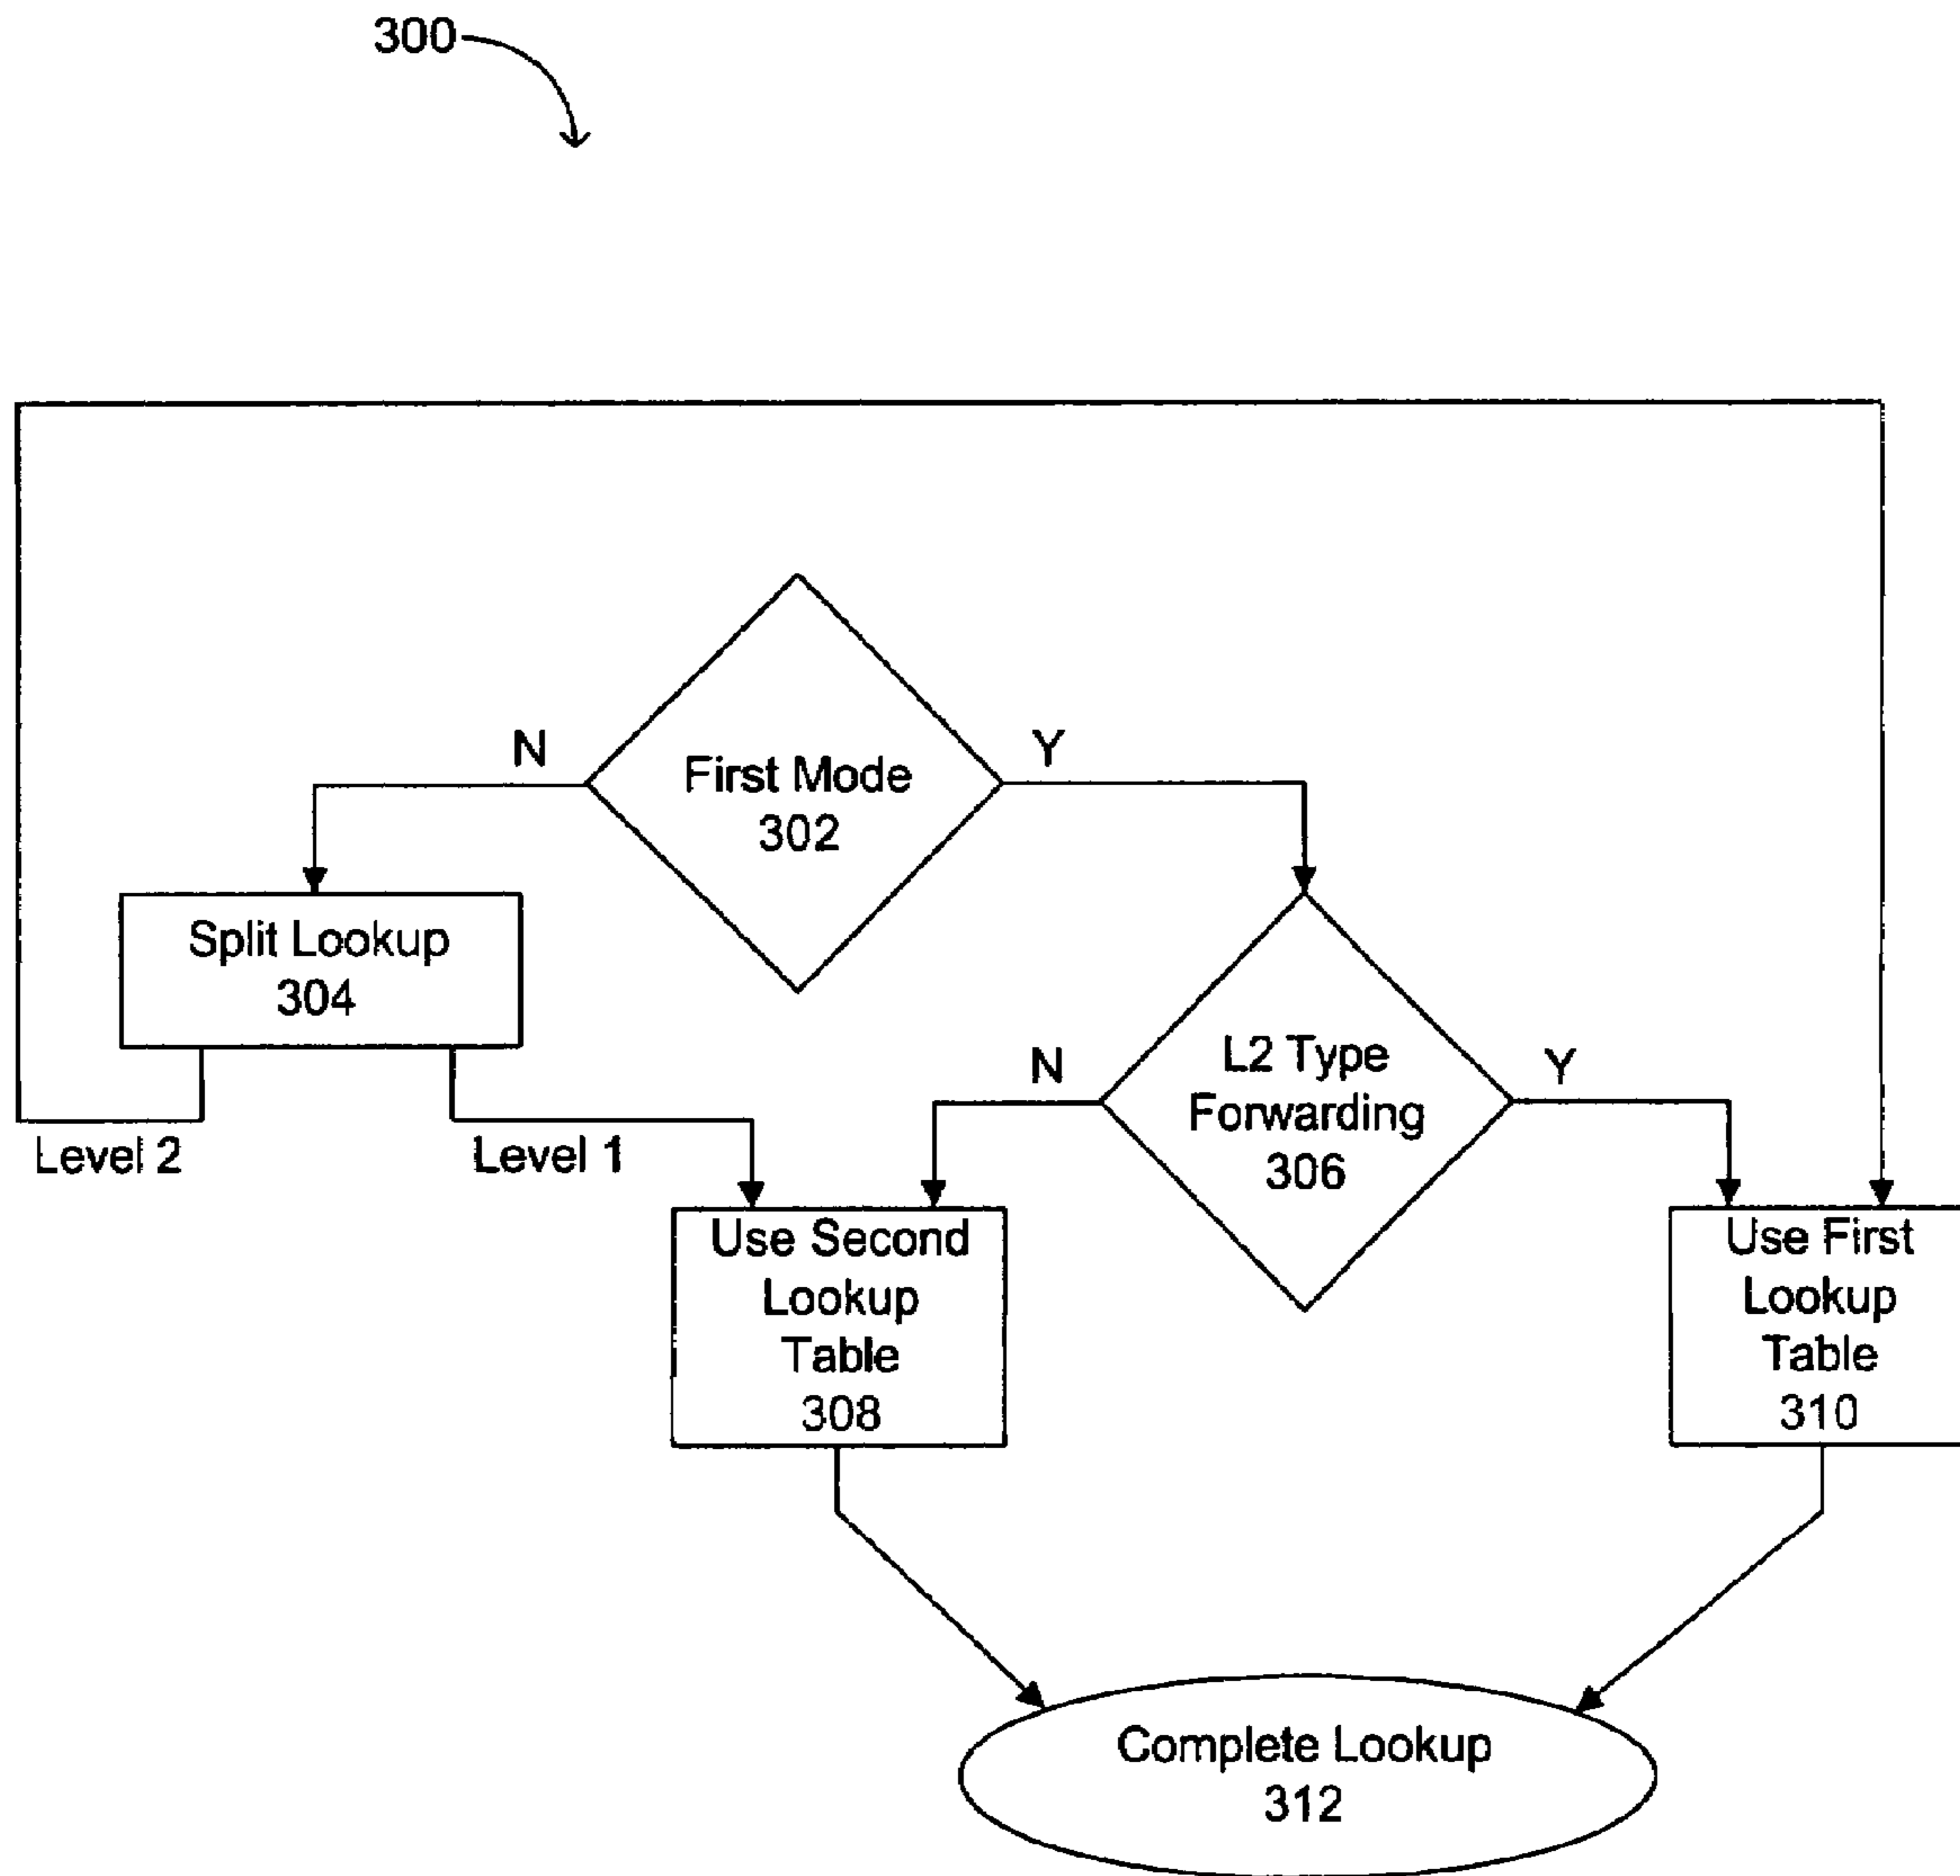 300
N
Y
First Mode
302
Split Lookup
304
N
L2 Type
Forwarding
306
Y
Level 2
Level 1
Use Second
Lookup
Table
308
Use First
Lookup
Table
310
Complete Lookup
312